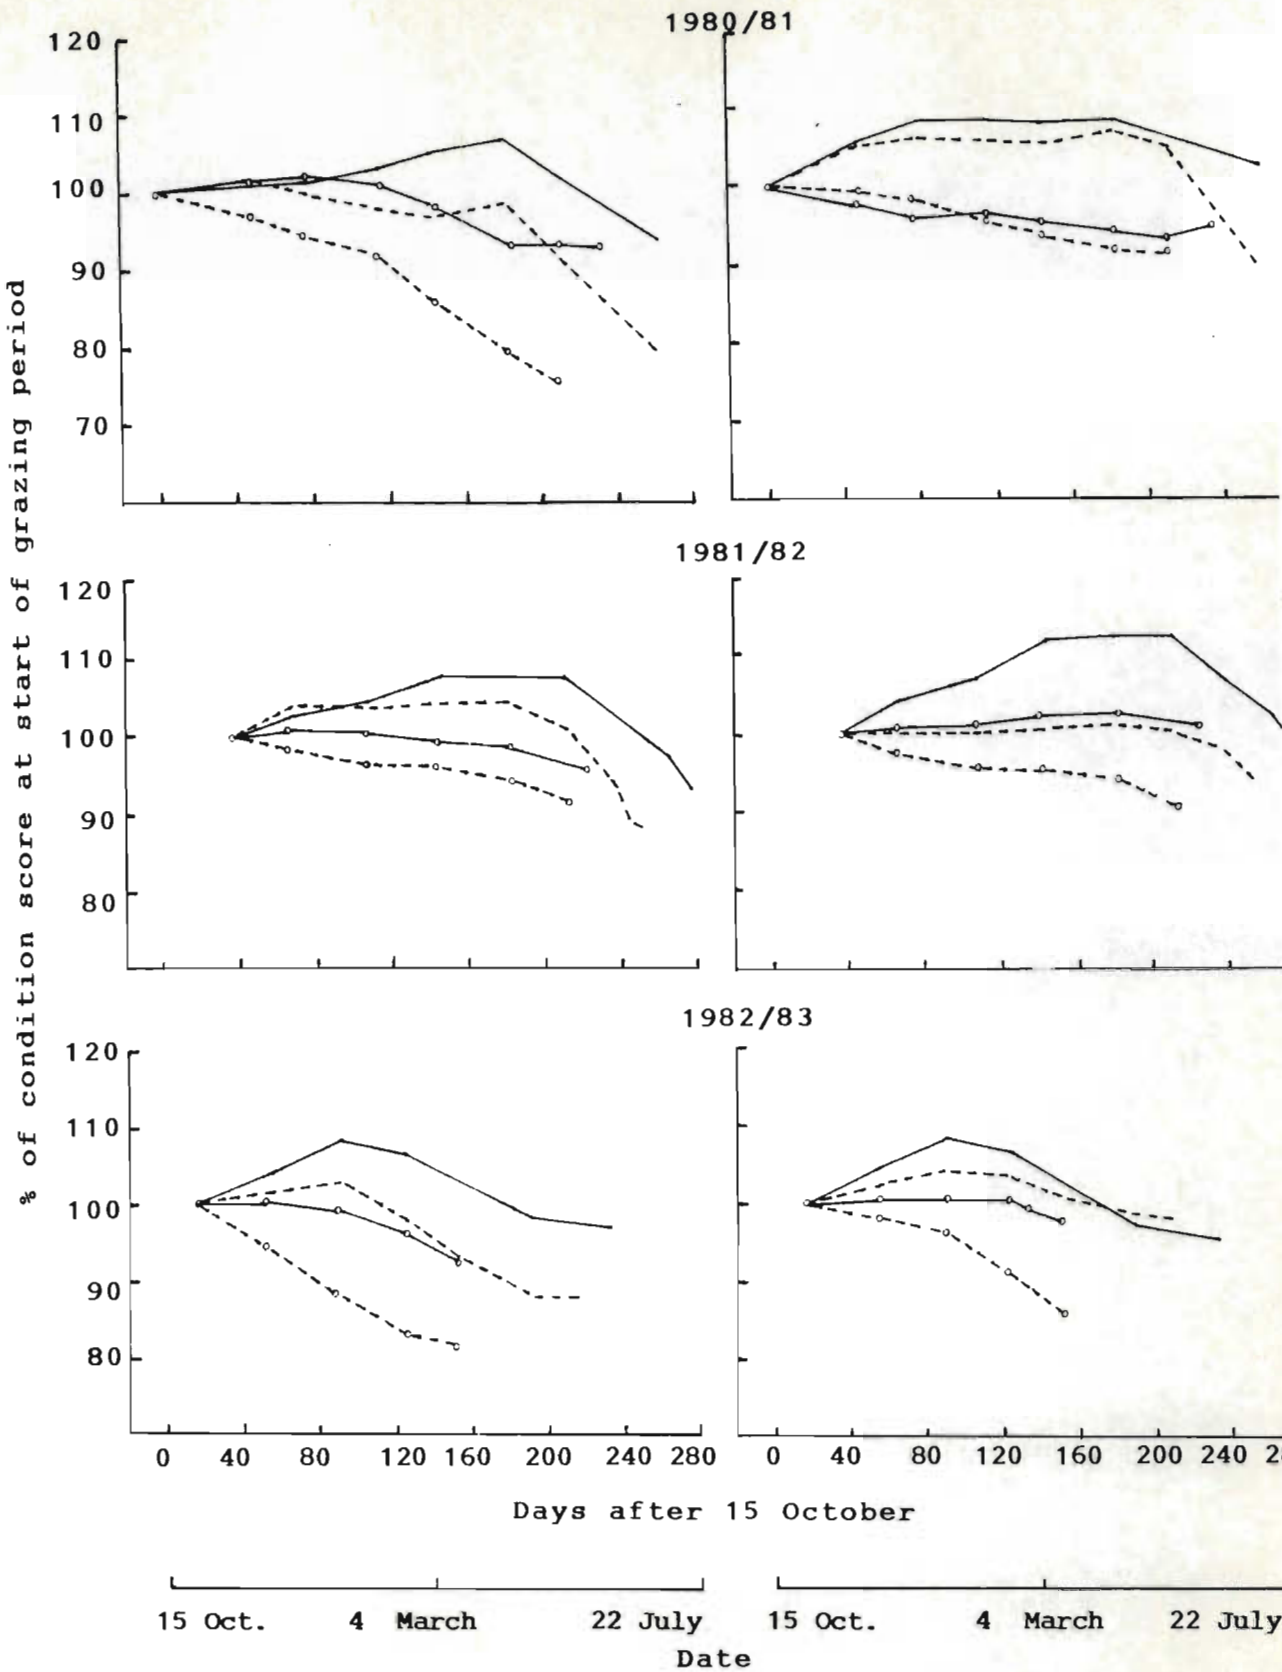 1980/81
120
110
100
90
80
70
1981/82
120
110
100
90
80
1982/83
120
110
100
90
80
% of condition score at start of grazing period
0 40 80 120 160 200 240 280
0 40 80 120 160 200 240
Days after 15 October
15 Oct. 4 March 22 July
15 Oct. 4 March 22 July
Date